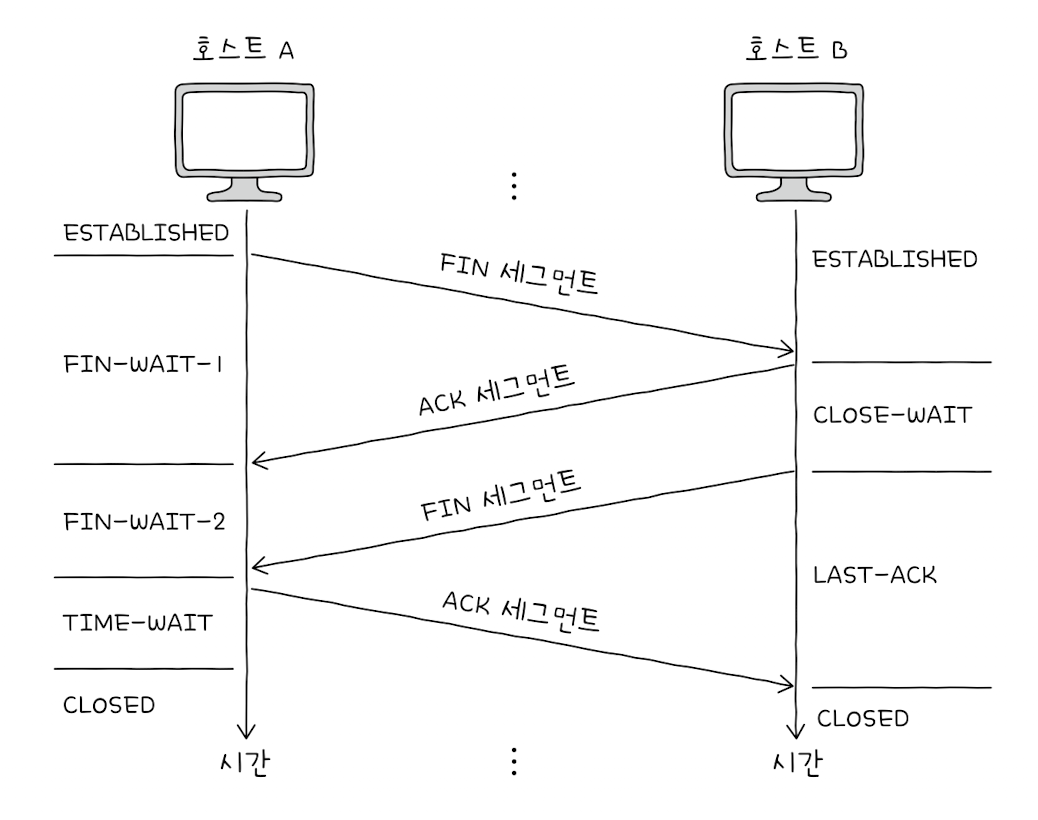 호스트 A
호스트 B
ESTABLISHED
ESTABLISHED
FIN 세그먼트
FIN-WAIT-1
ACK 세그먼트
CLOSE-WAIT
FIN 세그먼트
FIN-WAIT-2
LAST-ACK
ACK 세그먼트
TIME-WAIT
CLOSED
CLOSED
시간
시간